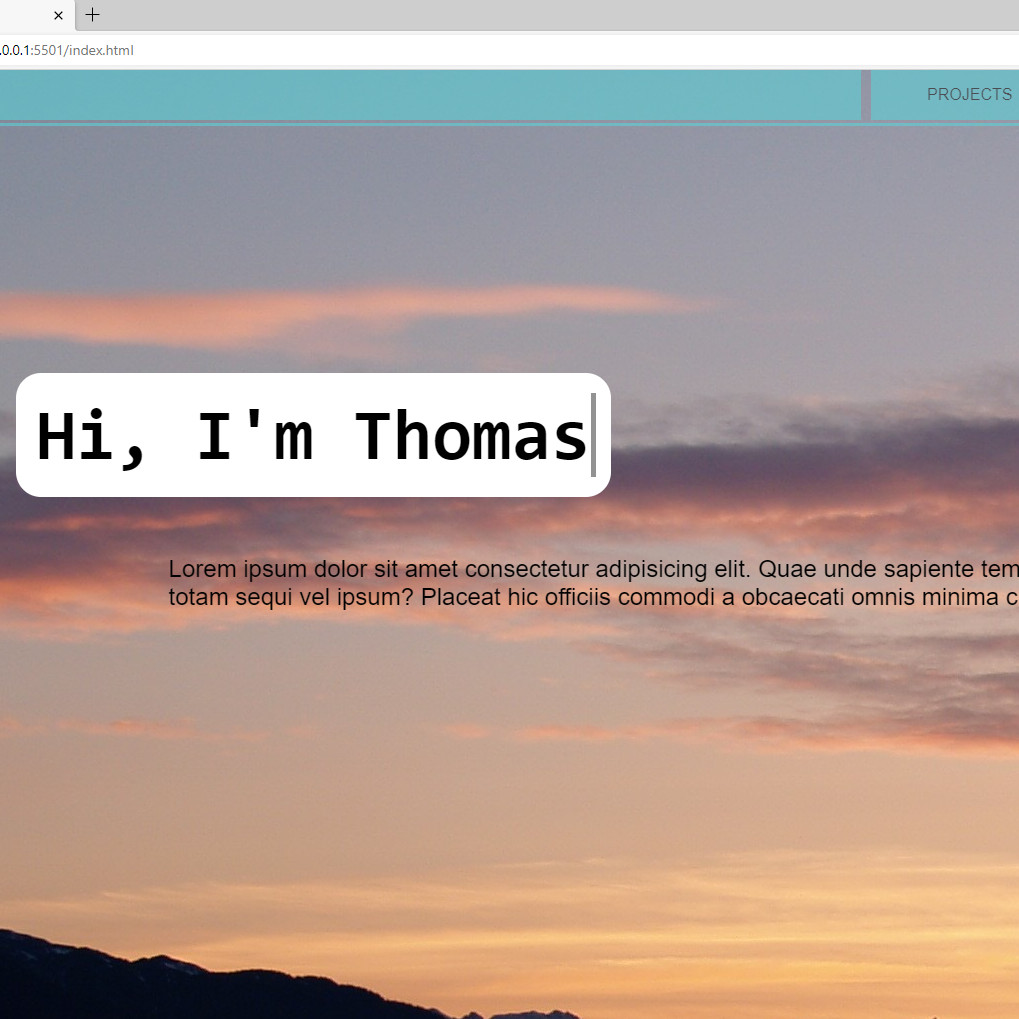 .0.0.1:5501/index.html
PROJECTS
Hi, I'm Thomas
Lorem ipsum dolor sit amet consectetur adipisicing elit. Quae unde sapiente tem
totam sequi vel ipsum? Placeat hic officiis commodi a obcaecati omnis minima c